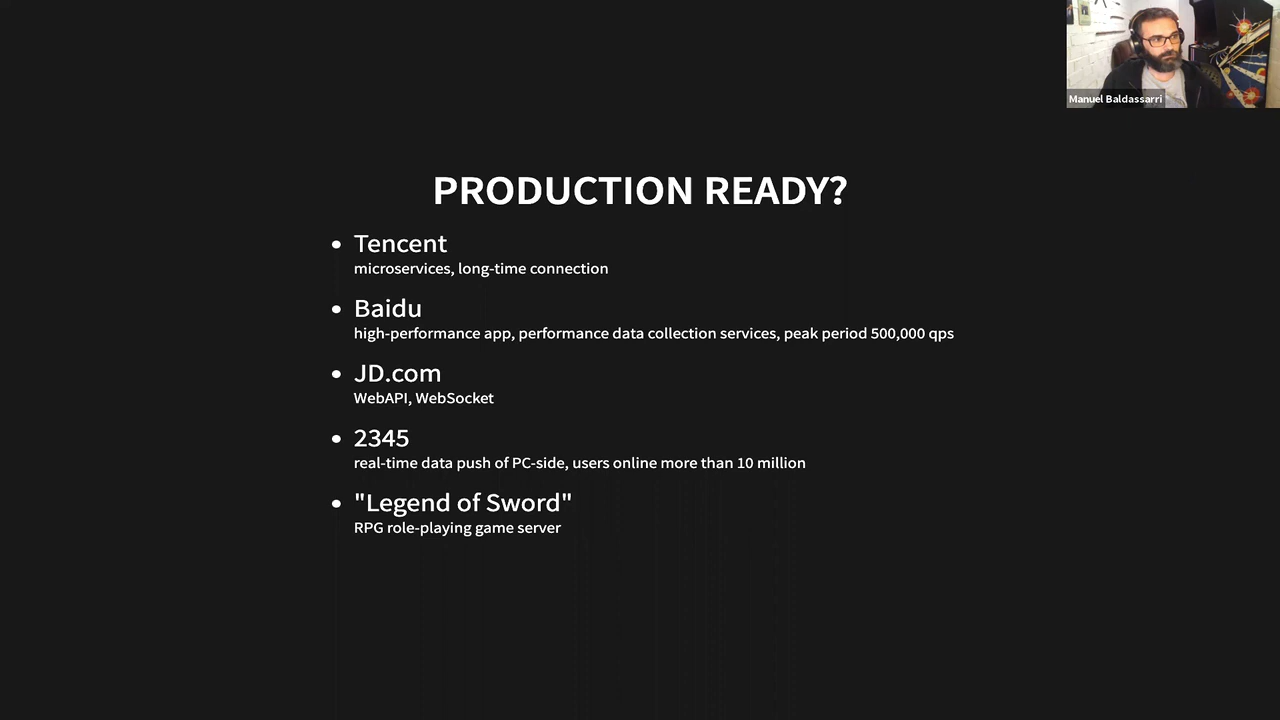 Manuel Baldassarri
PRODUCTION READY?
Tencent
microservices, long-time connection
Baidu
high-performance app, performance data collection services, peak period 500,000 qps
JD.com
WebAPI, WebSocket
2345
real-time data push of PC-side, users online more than 10 million
"Legend of Sword"
RPG role-playing game server